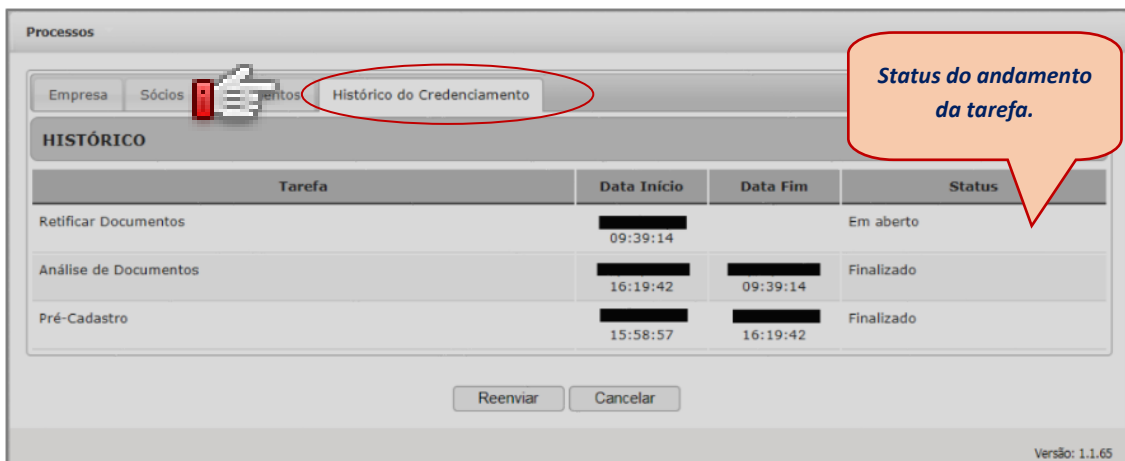 Processos
Empresa Sócios entos Histórico do Credenciamento
Status do andamento
da tarefa.
HISTÓRICO
Tarefa Data Início Data Fim Status
Retificar Documentos 09:39:14 Em aberto
Análise de Documentos 16:19:42 09:39:14 Finalizado
Pré-Cadastro 15:58:57 16:19:42 Finalizado
Reenviar Cancelar
Versão: 1.1.65